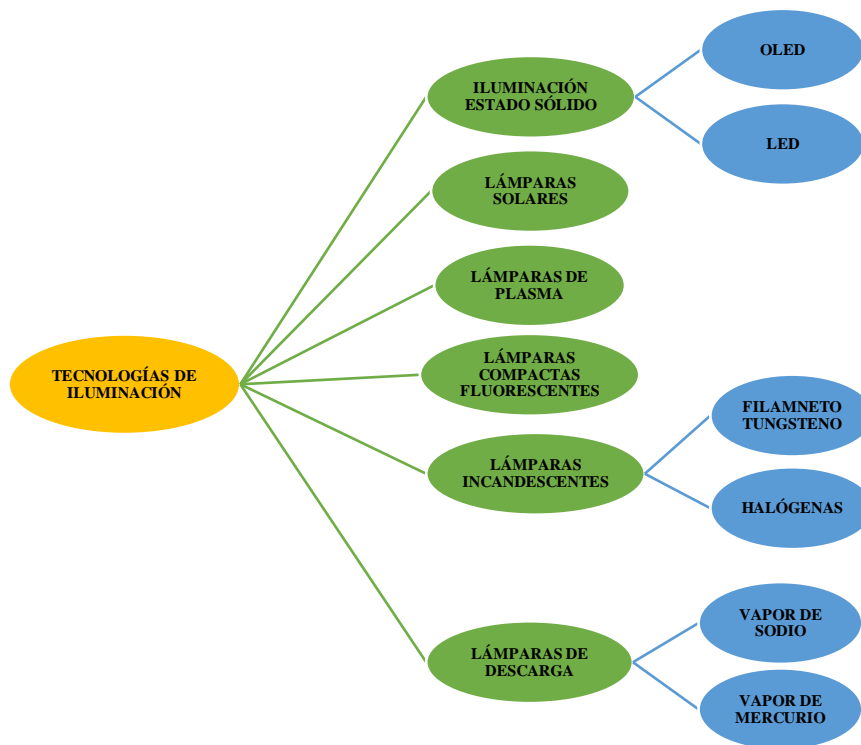 TECNOLOGÍAS DE
ILUMINACIÓN
ILUMINACIÓN
ESTADO SÓLIDO
OLED
LED
LÁMPARAS
SOLARES
LÁMPARAS DE
PLASMA
LÁMPARAS
COMPACTAS
FLUORESCENTES
LÁMPARAS
INCANDESCENTES
FILAMNETO
TUNGSTENO
HALÓGENAS
LÁMPARAS DE
DESCARGA
VAPOR DE
SODIO
VAPOR DE
MERCURIO